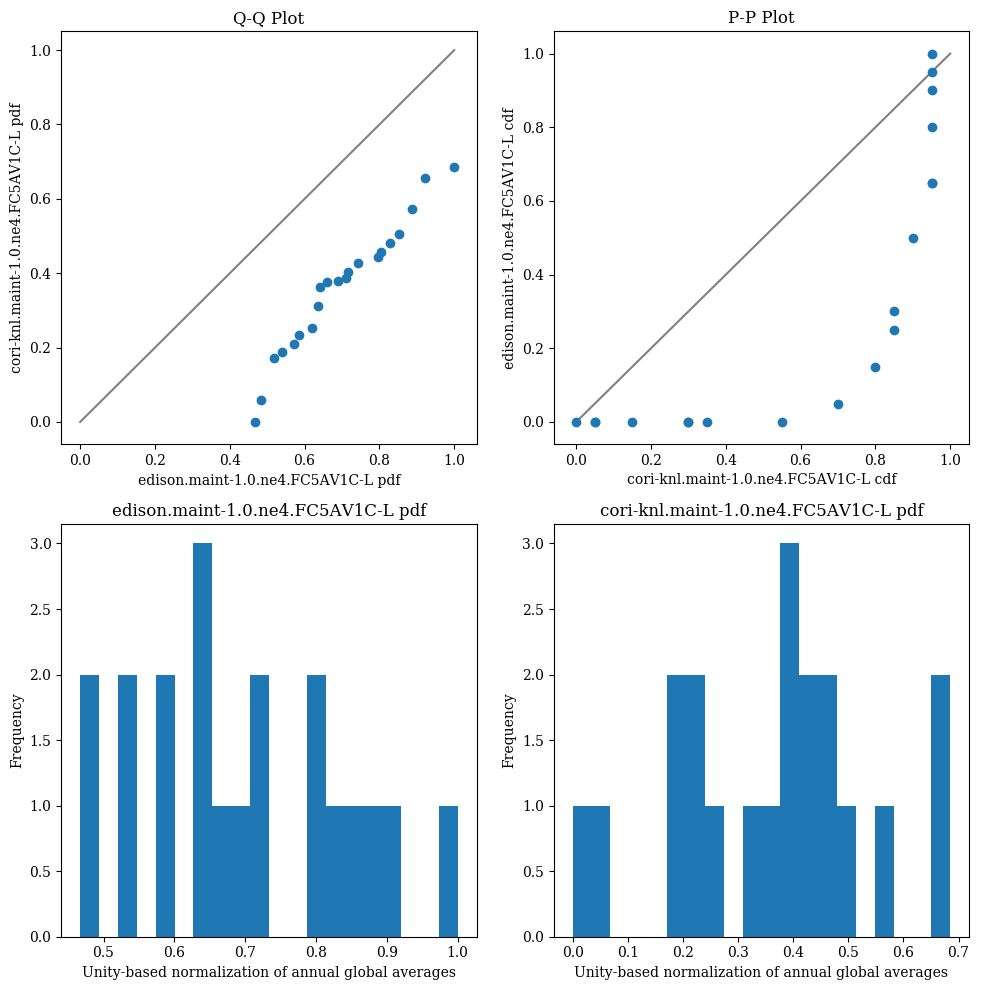 Q-Q Plot
1.0
0.8
0.6
0.4
0.2
0.0
cori-knl.maint-1.0.ne4.FC5AV1C-L pdf
0.0 0.2 0.4 0.6 0.8 1.0
edison.maint-1.0.ne4.FC5AV1C-L pdf
P-P Plot
1.0
0.8
0.6
0.4
0.2
0.0
edison.maint-1.0.ne4.FC5AV1C-L cdf
0.0 0.2 0.4 0.6 0.8 1.0
cori-knl.maint-1.0.ne4.FC5AV1C-L cdf
edison.maint-1.0.ne4.FC5AV1C-L pdf
3.0
2.5
2.0
1.5
1.0
0.5
0.0
Frequency
0.5 0.6 0.7 0.8 0.9 1.0
Unity-based normalization of annual global averages
cori-knl.maint-1.0.ne4.FC5AV1C-L pdf
3.0
2.5
2.0
1.5
1.0
0.5
0.0
Frequency
0.0 0.1 0.2 0.3 0.4 0.5 0.6 0.7
Unity-based normalization of annual global averages